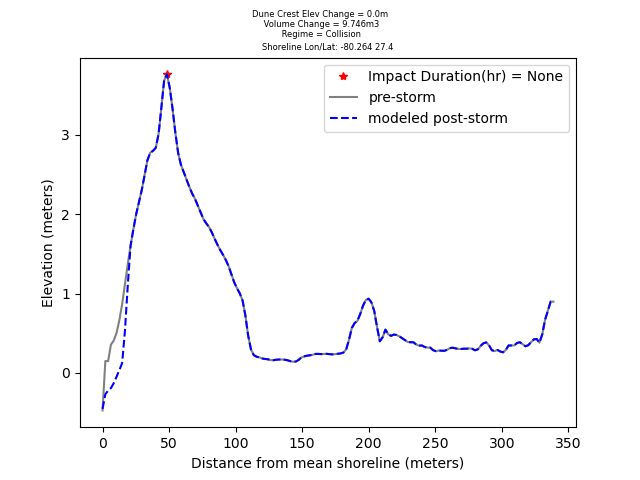 Dune Crest Elev Change = 0.0m
Volume Change = 9.746m3
Regime = Collision
Shoreline Lon/Lat: -80.264 27.4
Impact Duration(hr) = None
pre-storm
modeled post-storm
Elevation (meters)
3
2
1
0
0 50 100 150 200 250 300 350
Distance from mean shoreline (meters)